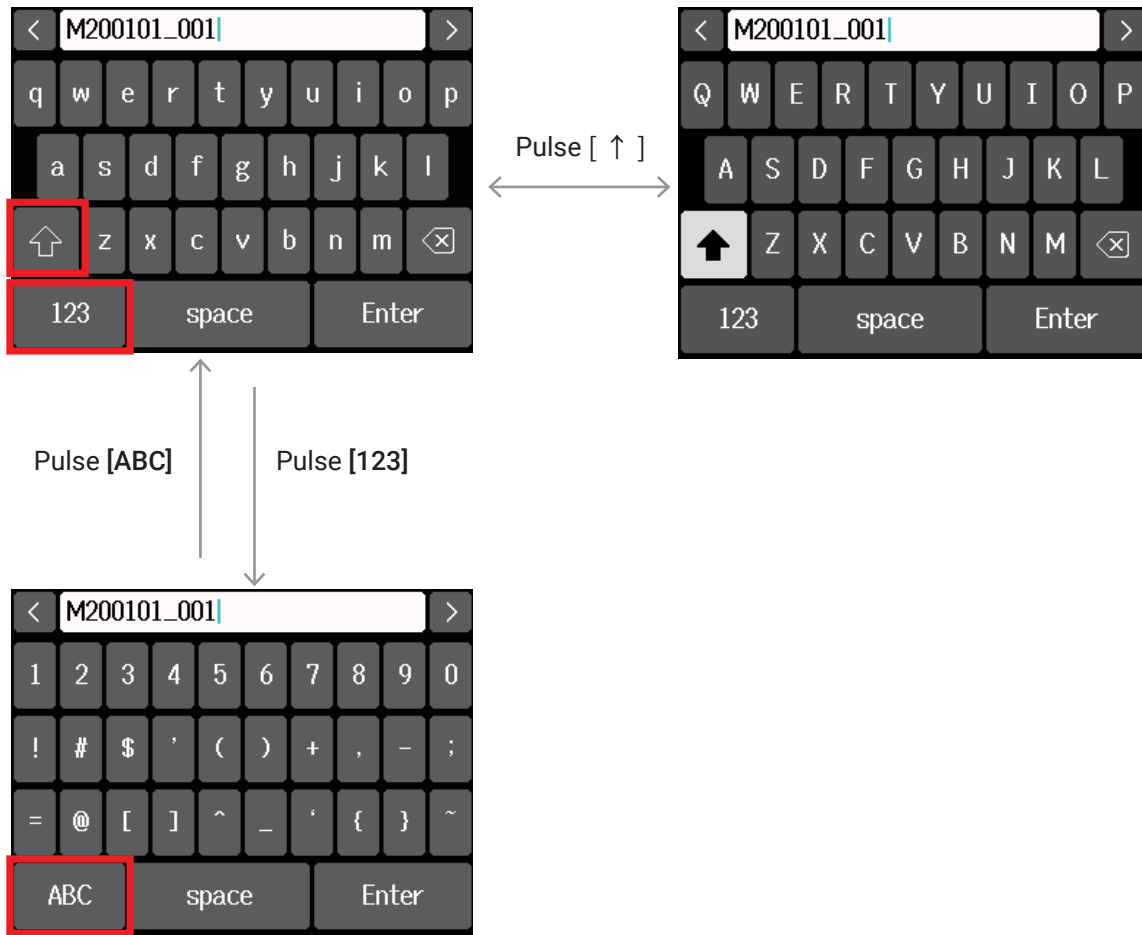 < M200101_001 >
q w e r t y u i o p
a s d f g h j k l
z x c v b n m
123 space Enter
Pulse [ ↑ ]
< M200101_001 >
Q W E R T Y U I O P
A S D F G H J K L
Z X C V B N M
123 space Enter
Pulse [ABC]
Pulse [123]
< M200101_001 >
1 2 3 4 5 6 7 8 9 0
! # $ ' ( ) + , - ;
= @ [ ] ^ _ ` { } ~
ABC space Enter